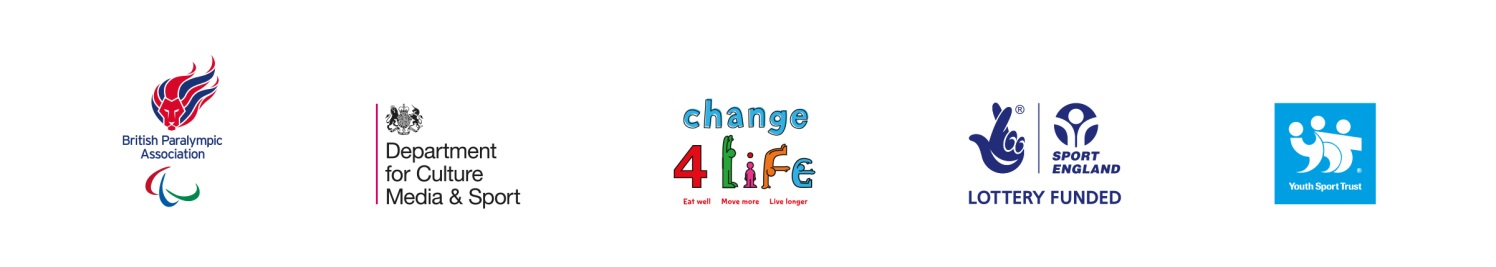 British Paralympic
Association
Department
for Culture
Media & Sport
change
4 LiFE
Eat well Move more Live longer
®
SPORT
ENGLAND
LOTTERY FUNDED
YST
®
Youth Sport Trust